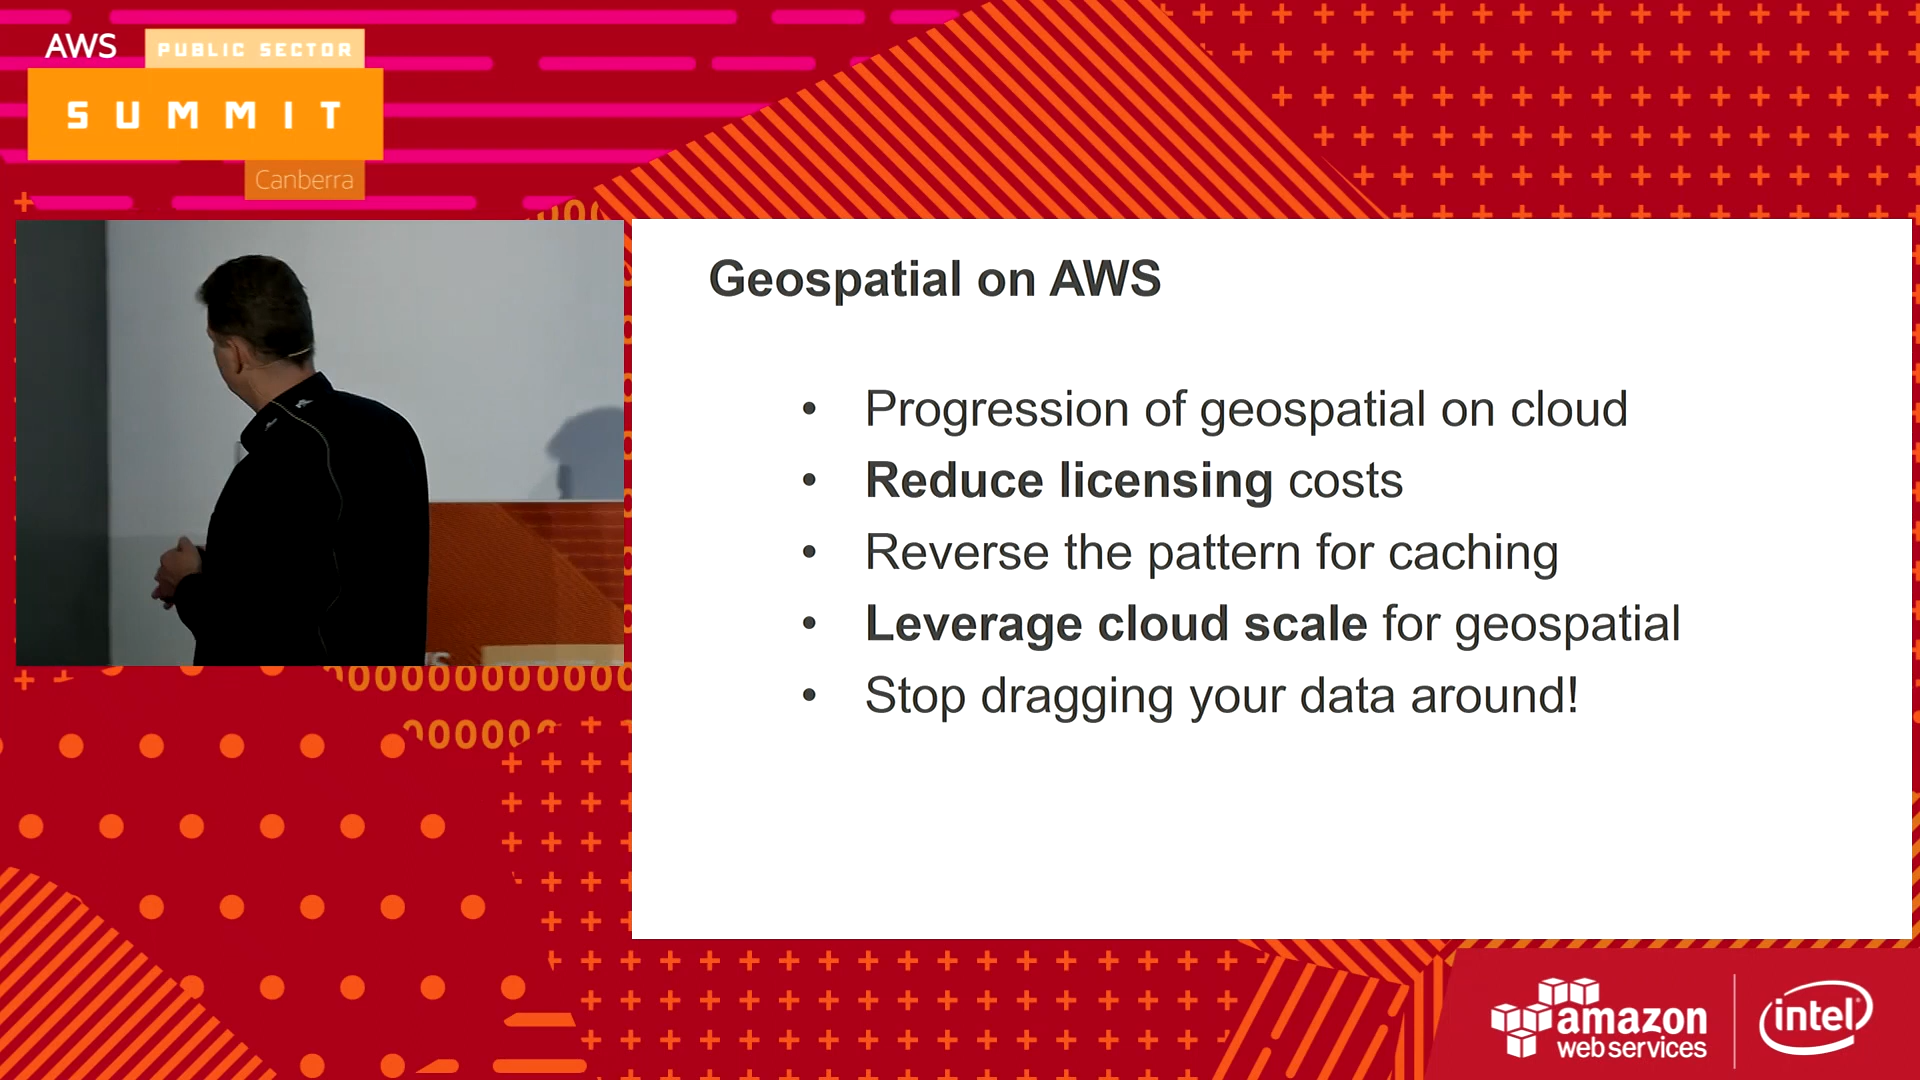 AWS PUBLIC SECTOR
SUMMIT
Canberra
Geospatial on AWS
• Progression of geospatial on cloud
• Reduce licensing costs
• Reverse the pattern for caching
• Leverage cloud scale for geospatial
• Stop dragging your data around!
amazon
web services
intel